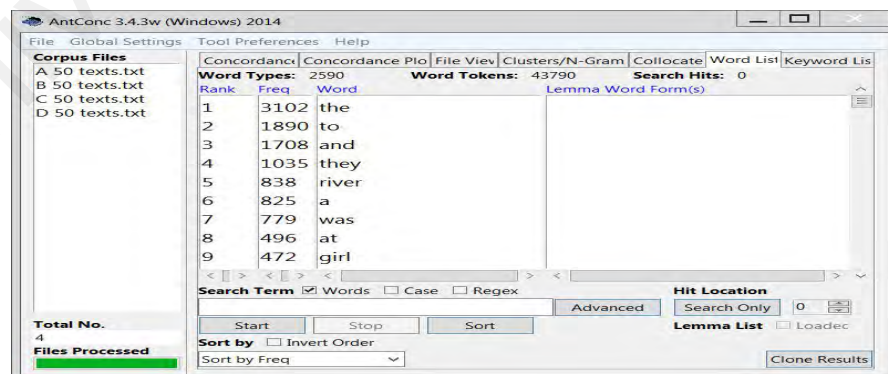 AntConc 3.4.3w (Windows) 2014
File Global Settings Tool Preferences Help
Corpus Files
A 50 texts.txt
B 50 texts.txt
C 50 texts.txt
D 50 texts.txt
Concordanc Concordance Plo File Viev Clusters/N-Gram Collocate Word List Keyword Lis
Word Types: 2590 Word Tokens: 43790 Search Hits: 0
Rank Freq Word Lemma Word Form(s)
1 3102 the
2 1890 to
3 1708 and
4 1035 they
5 838 river
6 825 a
7 779 was
8 496 at
9 472 girl
Search Term Words Case Regex Hit Location
Advanced Search Only 0
Total No.
4
Files Processed
Start Stop Sort Lemma List Loadec
Sort by Invert Order
Sort by Freq Clone Results